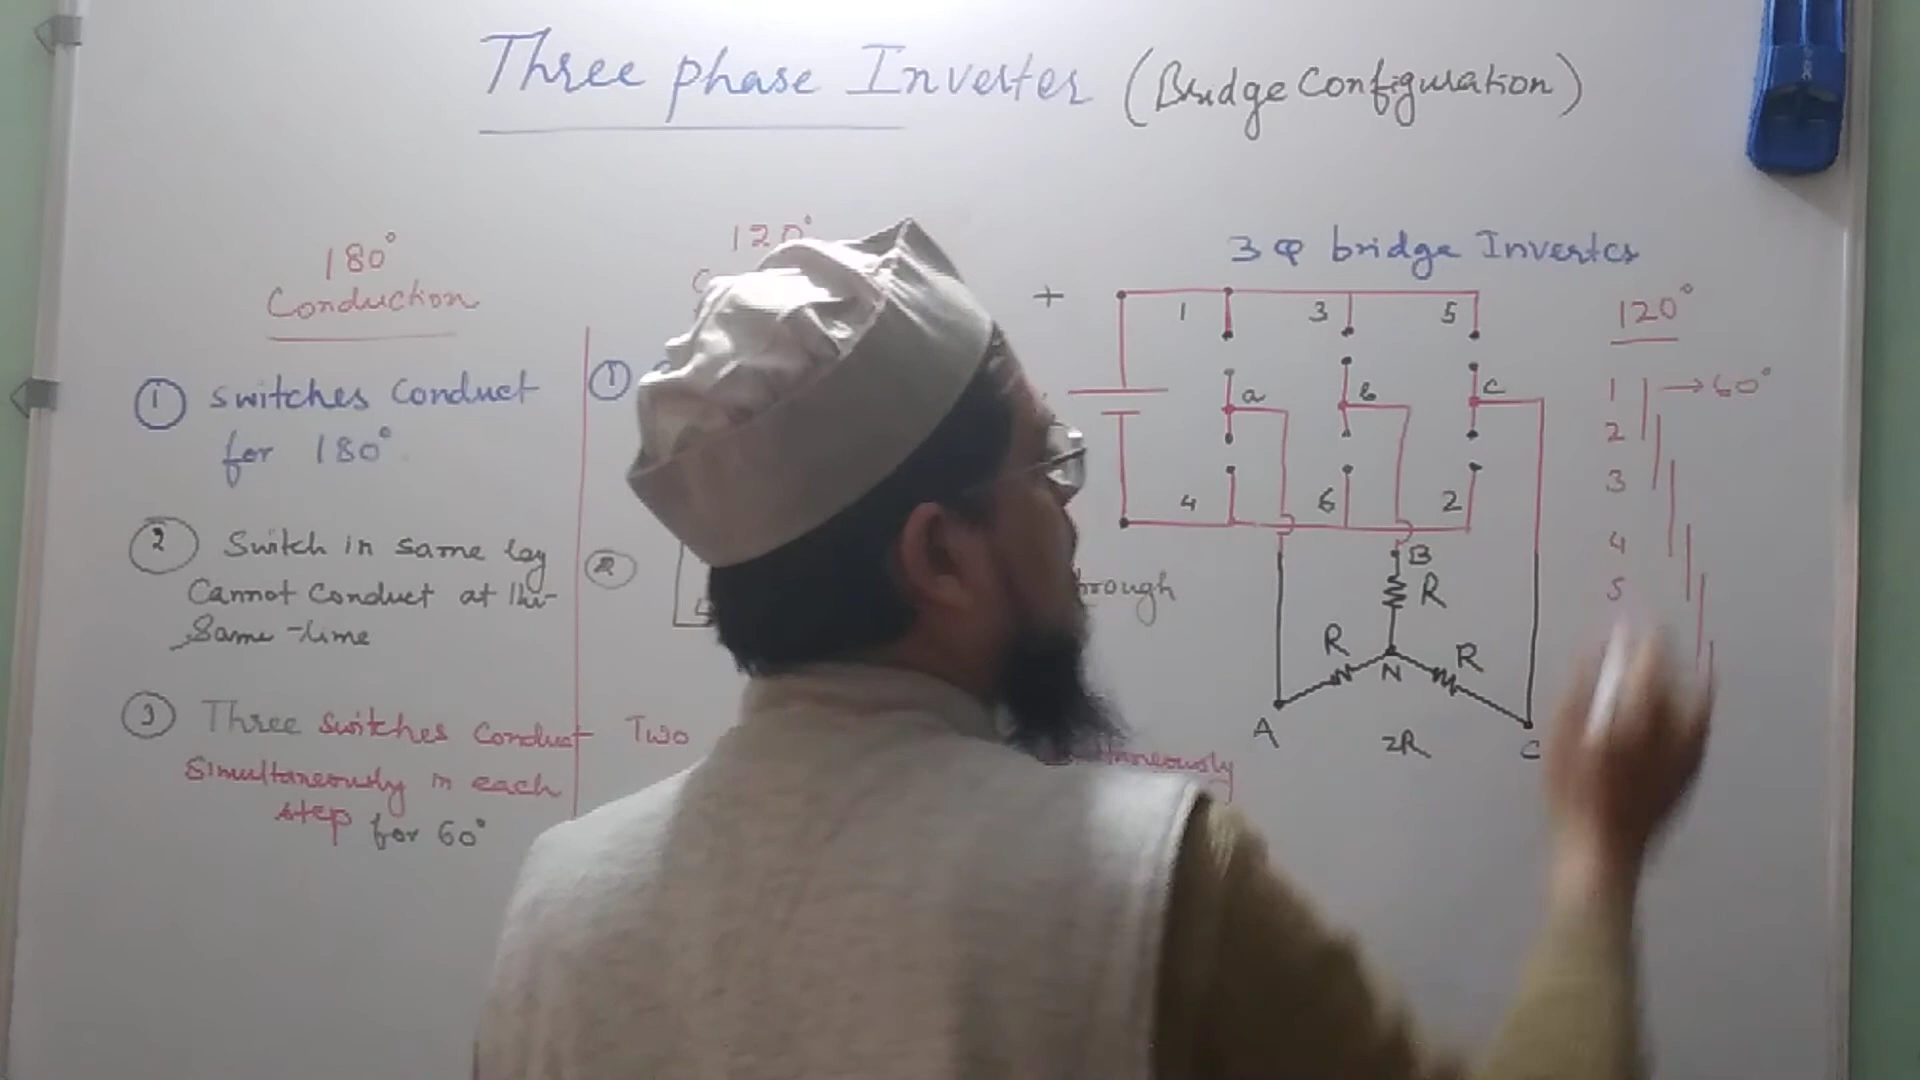 Three phase Inverter (Bridge Configuration)
180°
Conduction
① Switches Conduct
for 180°
② Switch in same leg
Cannot Conduct at the
Same time
③ Three switches Conduct
Simultaneously in each
step for 60°
120°
①
②
Two
3 φ bridge Inverter
+
1 3 5
a b c
4 6 2
B
R
R R
N
A 2R C
120°
1 → 60°
2
3
4
5